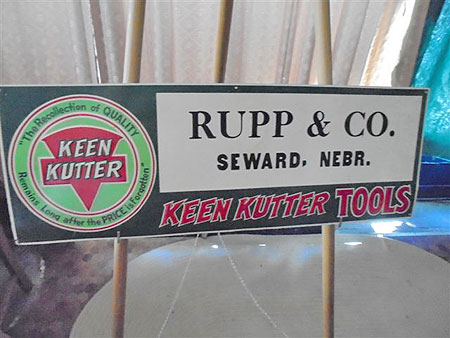 "The Recollection of QUALITY
KEEN
KUTTER
Remains Long after the PRICE is Forgotten"
RUPP & CO.
SEWARD, NEBR.
KEEN KUTTER TOOLS